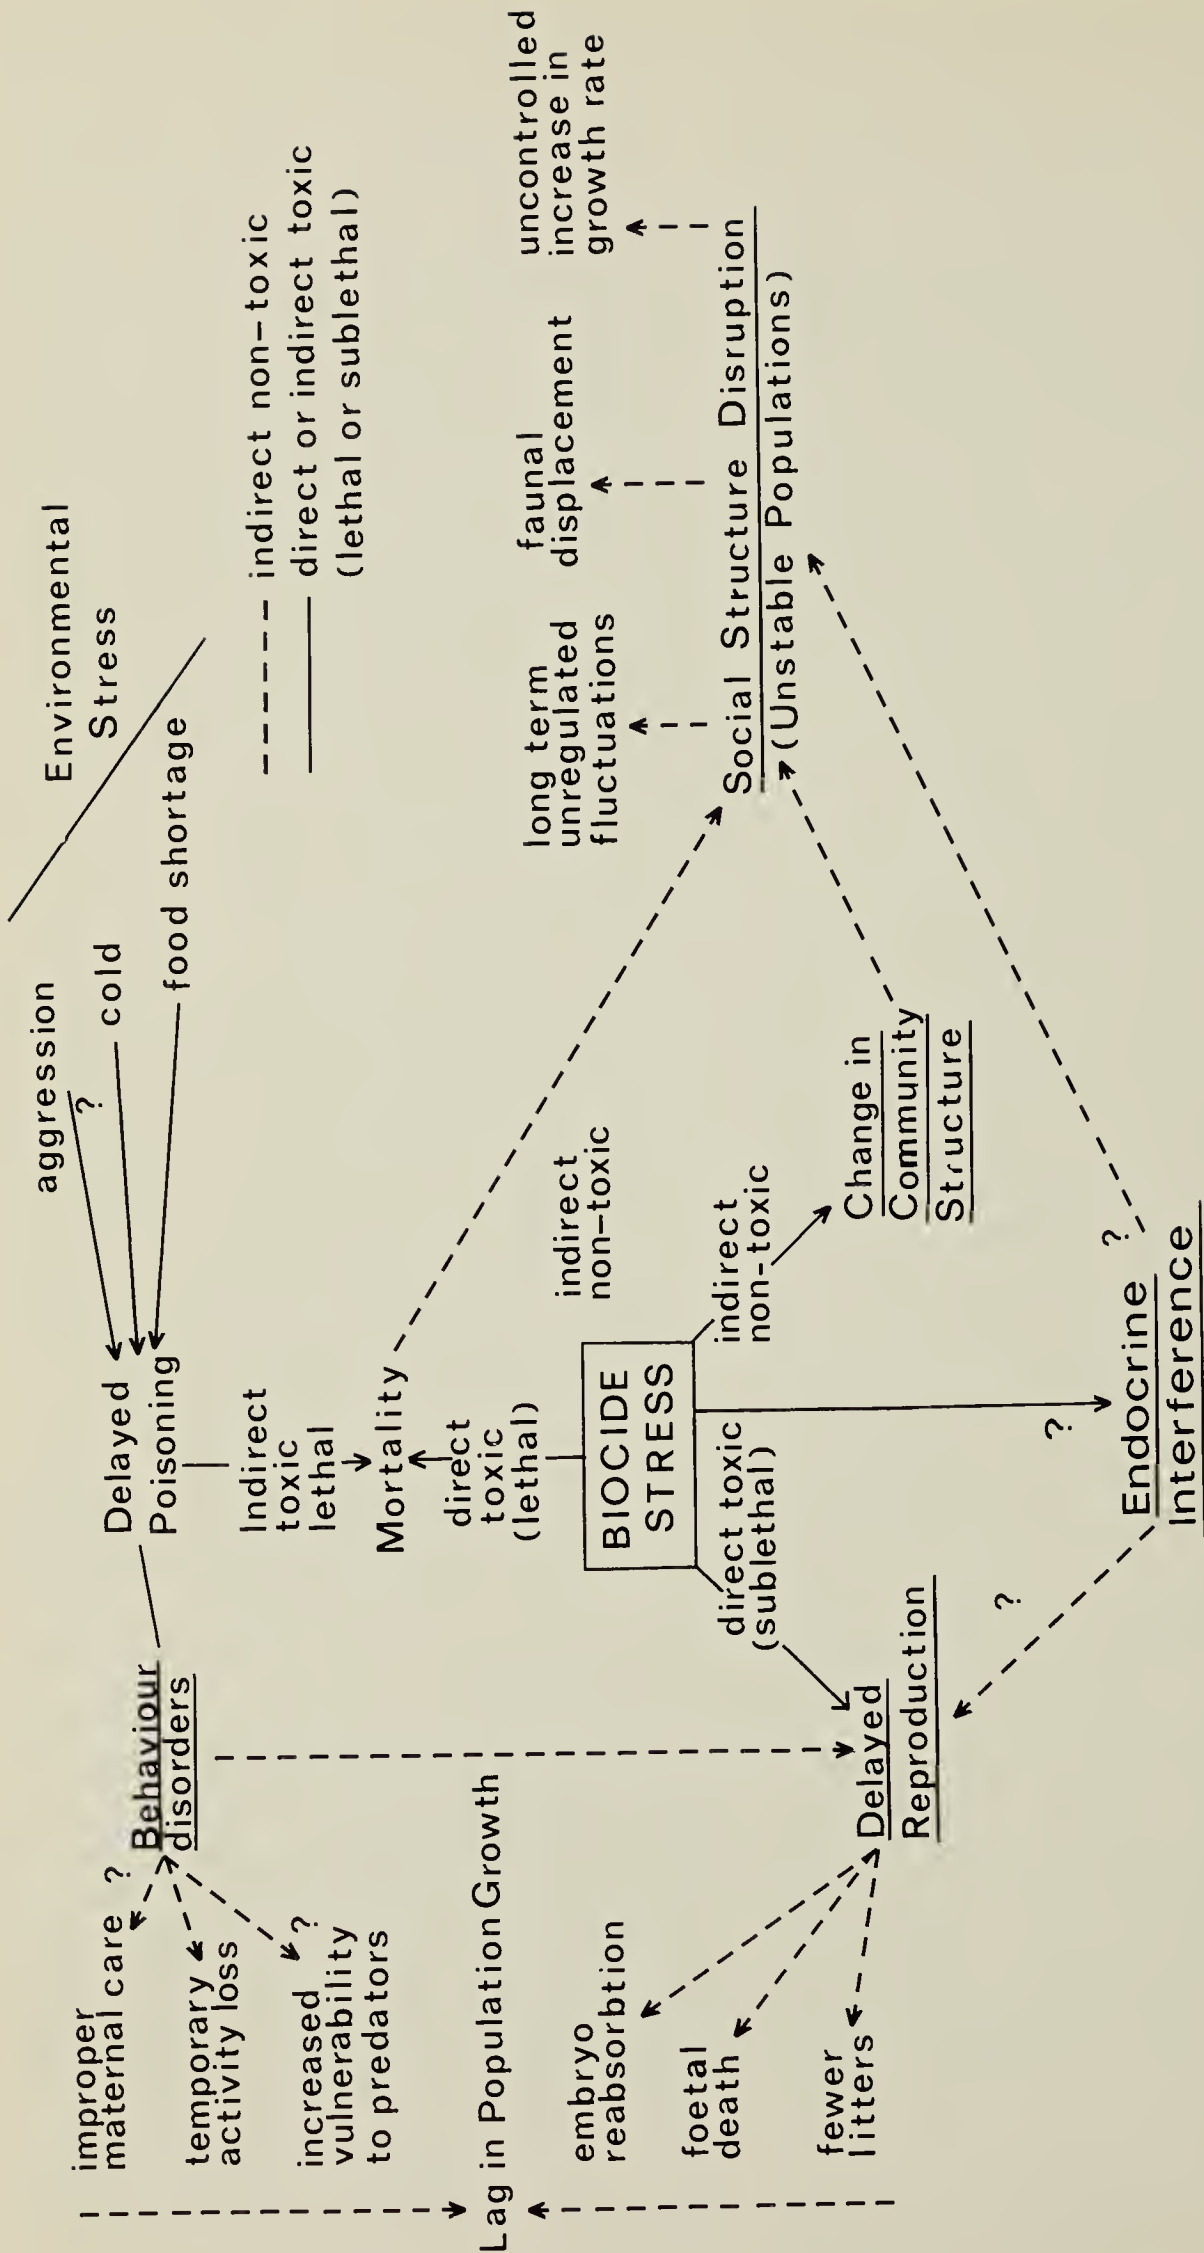 Environmental
Stress
aggression
?
cold
food shortage
indirect non-toxic
direct or indirect toxic
(lethal or sublethal)
Delayed
Poisoning
Behaviour
disorders
improper
maternal care ?
temporary
activity loss
increased ?
vulnerability
to predators
Indirect
toxic
lethal
Mortality
direct
toxic
(lethal)
BIOCIDE
STRESS
indirect
non-toxic
indirect
non-toxic
Change in
Community
Structure
long term
unregulated
fluctuations
faunal
displacement
uncontrolled
increase in
growth rate
Social Structure Disruption
(Unstable Populations)
Lag in Population Growth
embryo
reabsorbtion
foetal
death
fewer
litters
direct toxic
(sublethal)
Delayed
Reproduction
?
?
?
Endocrine
Interference